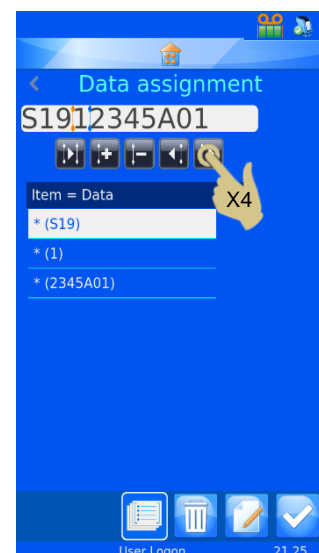 Data assignment
S1912345A01
X4
Item = Data
* (S19)
* (1)
* (2345A01)
User Logon 21.25